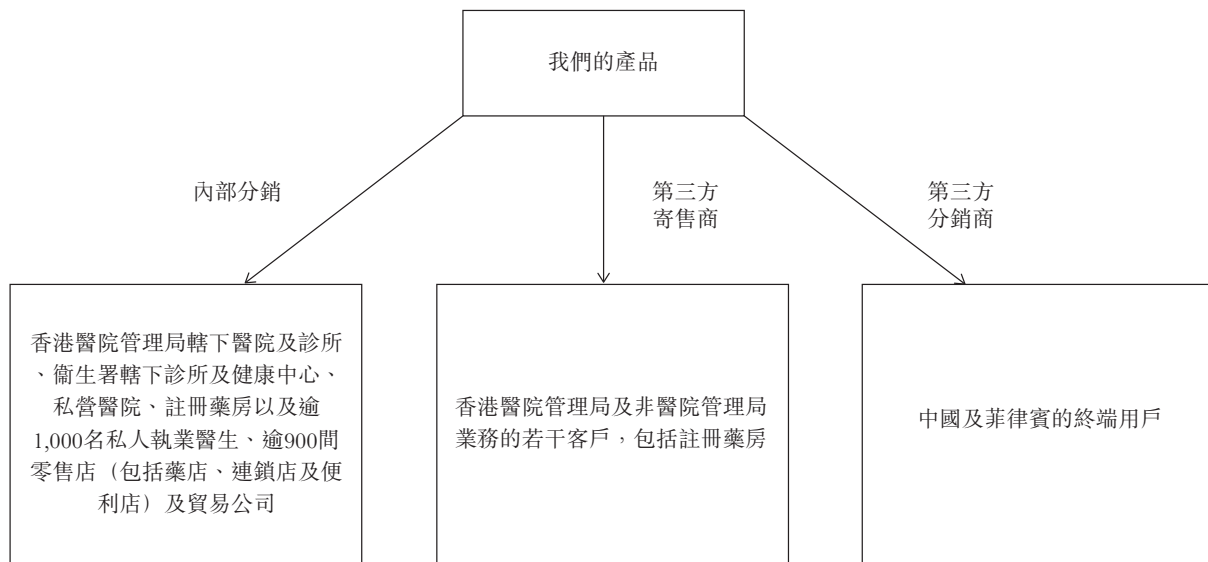 我們的產品
內部分銷
第三方
寄售商
第三方
分銷商
香港醫院管理局轄下醫院及診所
、衞生署轄下診所及健康中心、
私營醫院、註冊藥房以及逾
1,000名私人執業醫生、逾900間
零售店（包括藥店、連鎖店及便
利店）及貿易公司
香港醫院管理局及非醫院管理局
業務的若干客戶，包括註冊藥房
中國及菲律賓的終端用戶